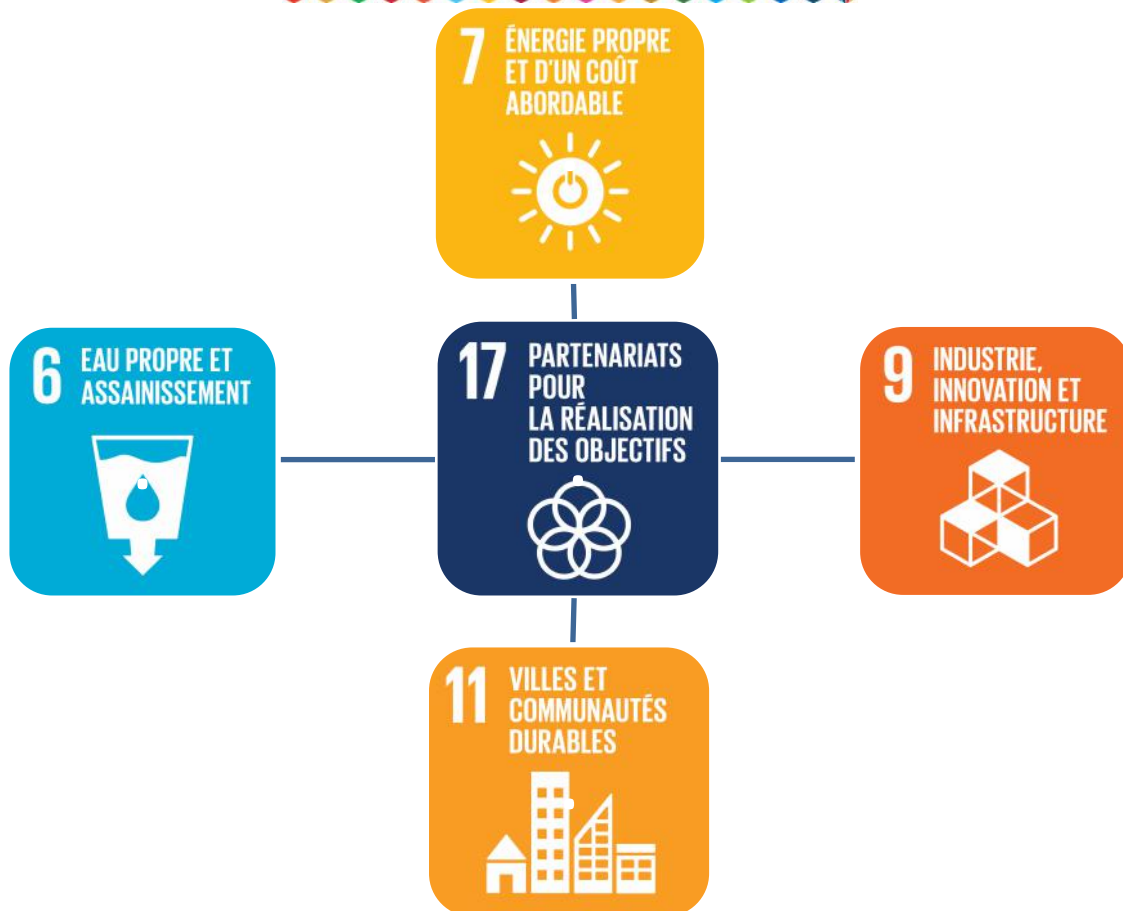 7
ÉNERGIE PROPRE
ET D'UN COÛT
ABORDABLE
6
EAU PROPRE ET
ASSAINISSEMENT
17
PARTENARIATS
POUR
LA RÉALISATION
DES OBJECTIFS
9
INDUSTRIE,
INNOVATION ET
INFRASTRUCTURE
11
VILLES ET
COMMUNAUTÉS
DURABLES